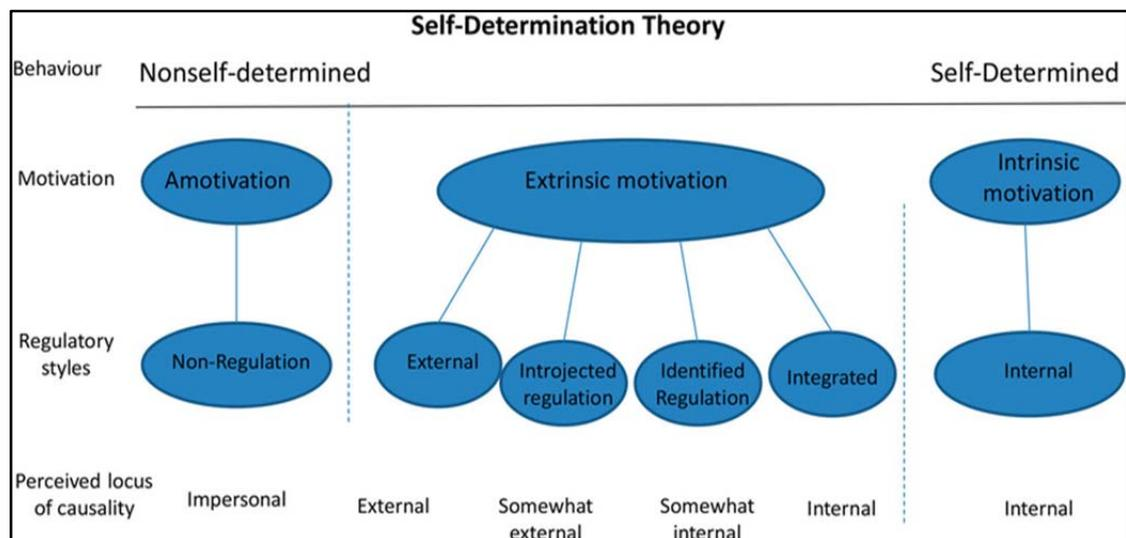 Self-Determination Theory
Behaviour
Nonself-determined
Self-Determined
Motivation
Amotivation
Extrinsic motivation
Intrinsic
motivation
Regulatory
styles
Non-Regulation
External
Introjected
regulation
Identified
Regulation
Integrated
Internal
Perceived locus
of causality
Impersonal
External
Somewhat
external
Somewhat
internal
Internal
Internal